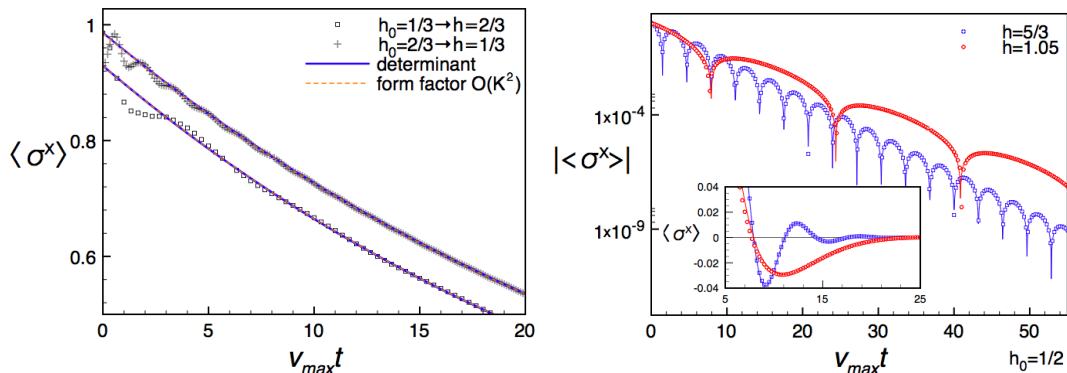 1
0.8
0.6
⟨σˣ⟩
h₀=1/3→h=2/3
h₀=2/3→h=1/3
determinant
form factor O(K²)
0 5 10 15 20
v_max t
|<σˣ>|
1x10⁻⁴
1x10⁻⁹
h=5/3
h=1.05
0.04
0.02
0
-0.02
-0.04
⟨σˣ⟩
5 15 25
0 10 20 30 40 50
v_max t
h₀=1/2